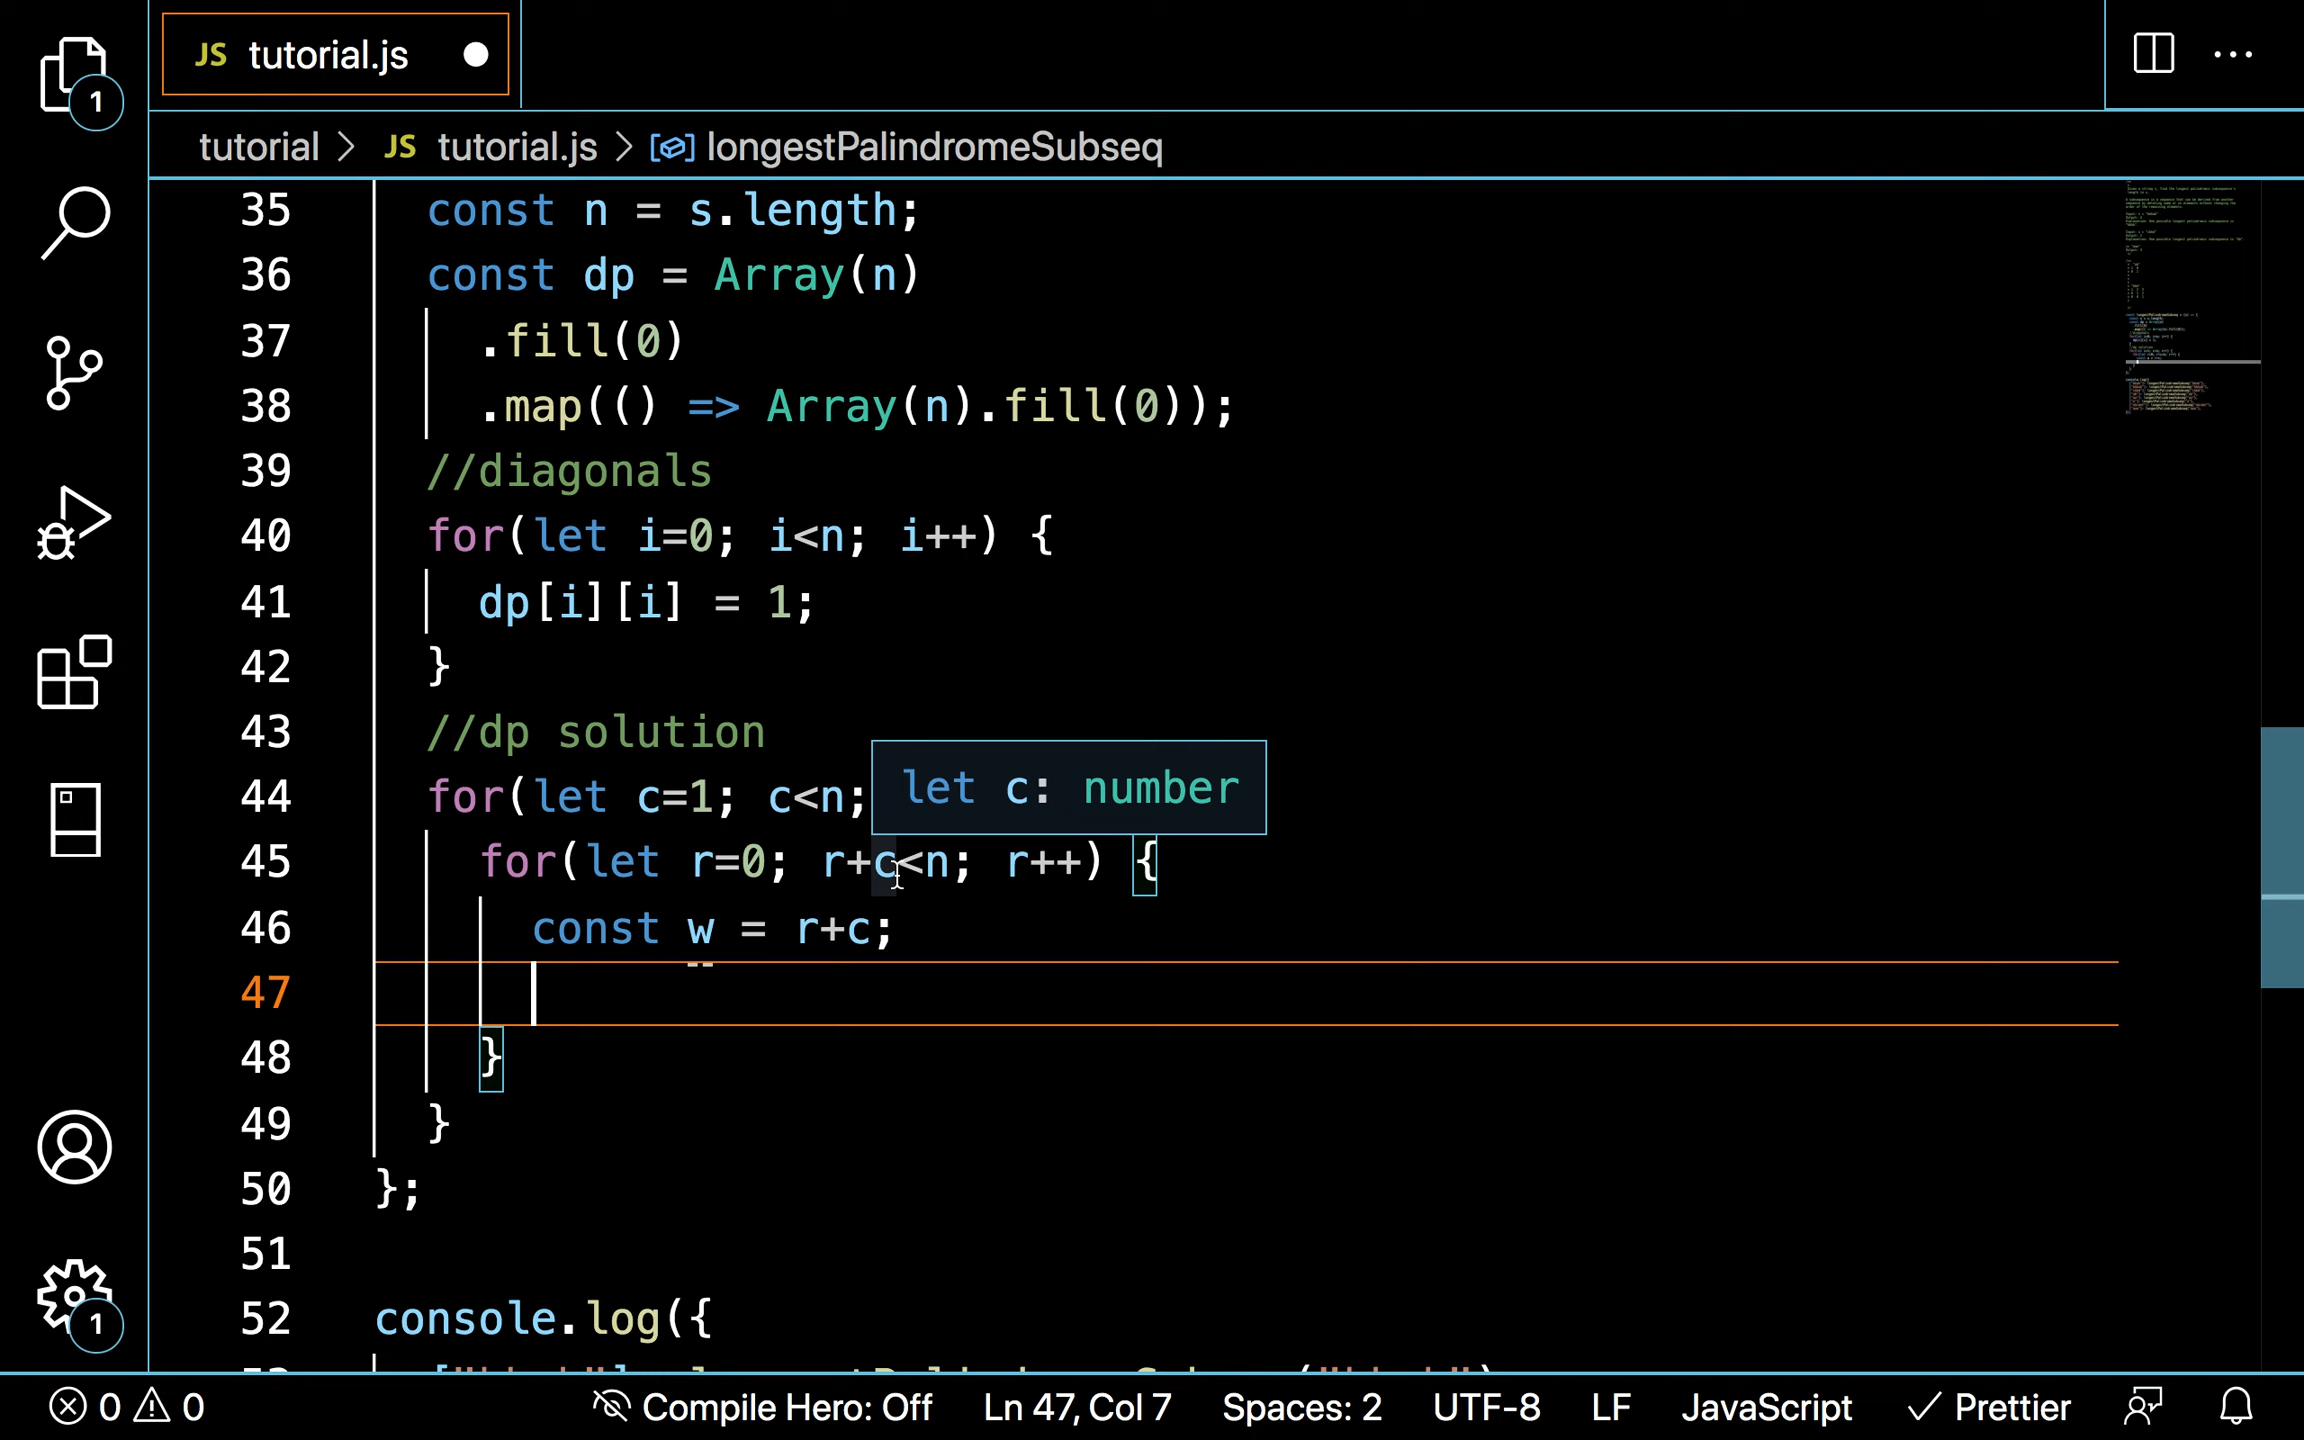 JS tutorial.js
1
tutorial > JS tutorial.js > longestPalindromeSubseq
35 const n = s.length;
36 const dp = Array(n)
37 .fill(0)
38 .map(() => Array(n).fill(0));
39 //diagonals
40 for(let i=0; i<n; i++) {
41 dp[i][i] = 1;
42 }
43 //dp solution
44 for(let c=1; c<n;
let c: number
45 for(let r=0; r+c<n; r++) {
46 const w = r+c;
47
48 }
49 }
50 };
51
52 console.log({
1
0 0 Compile Hero: Off Ln 47, Col 7 Spaces: 2 UTF-8 LF JavaScript Prettier